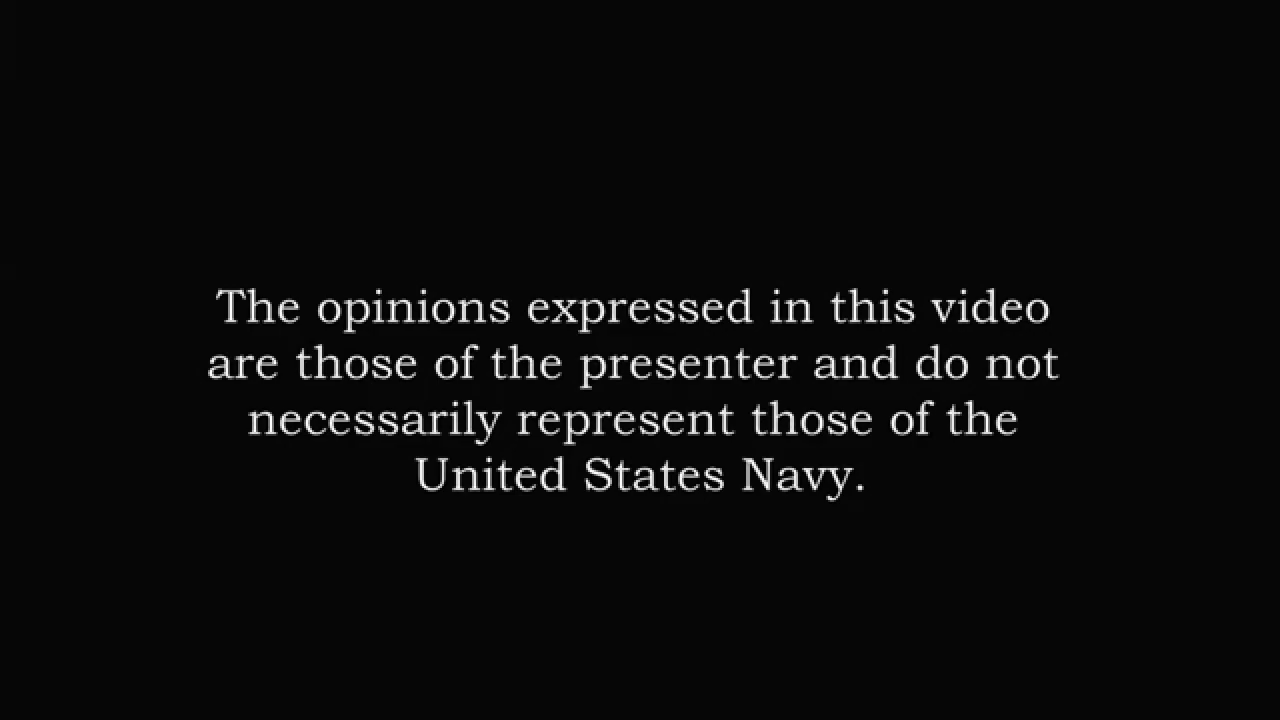 The opinions expressed in this video
are those of the presenter and do not
necessarily represent those of the
United States Navy.